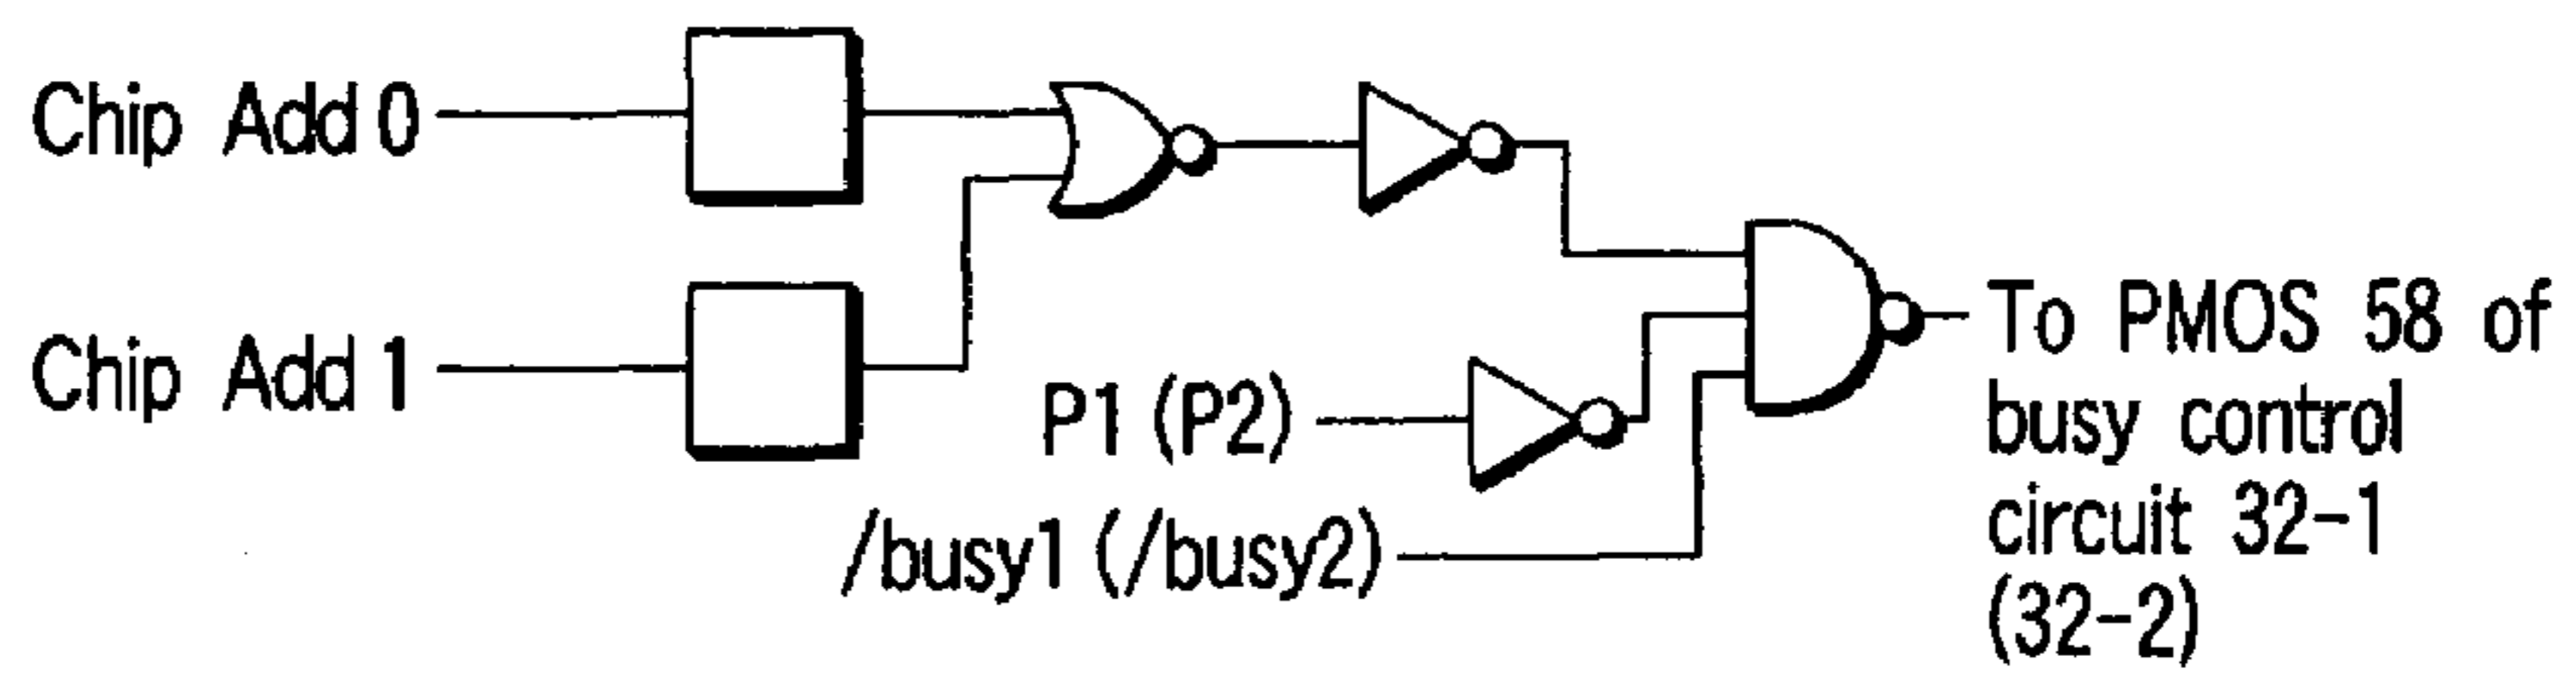 Chip Add 0
Chip Add 1
P1 (P2)
/busy1 (/busy2)
To PMOS 58 of
busy control
circuit 32-1
(32-2)